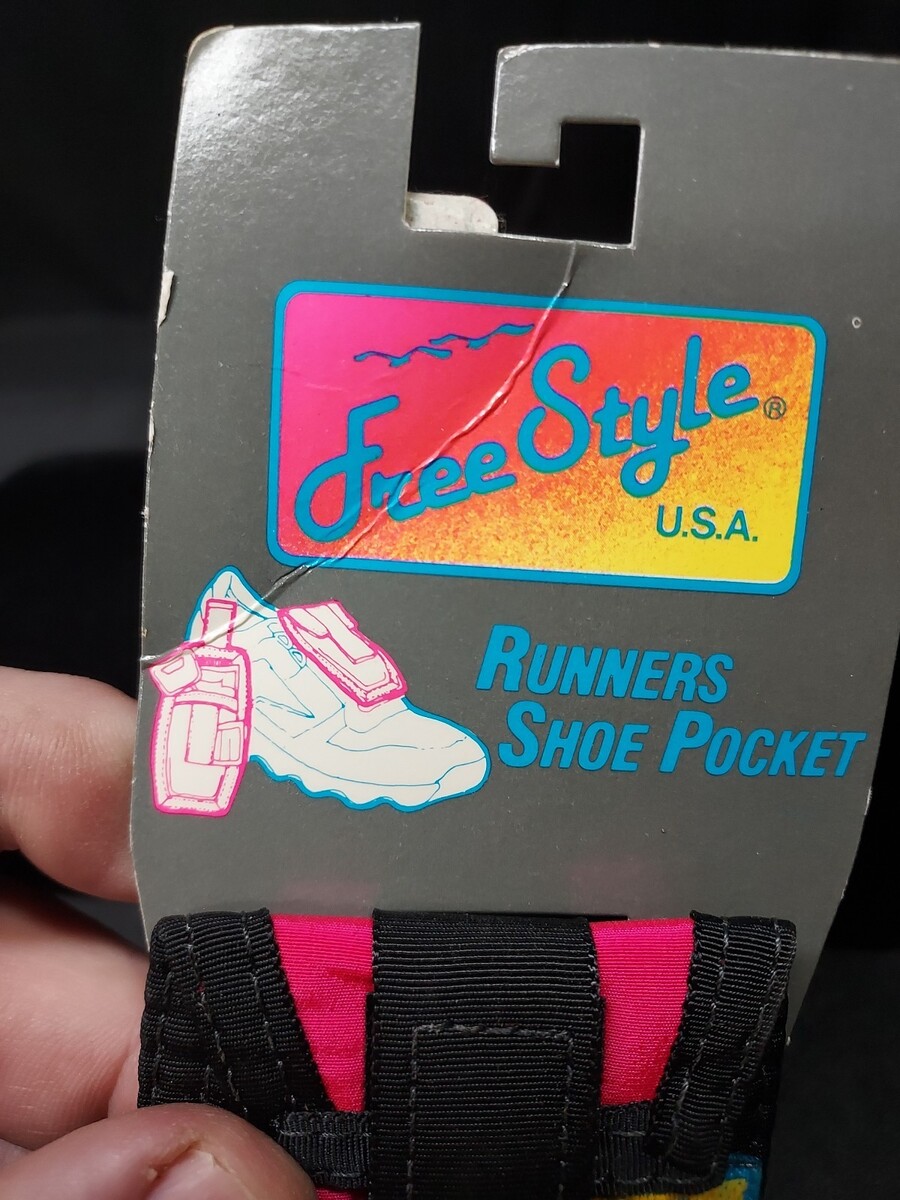 Free Style®
U.S.A.
RUNNERS
SHOE POCKET